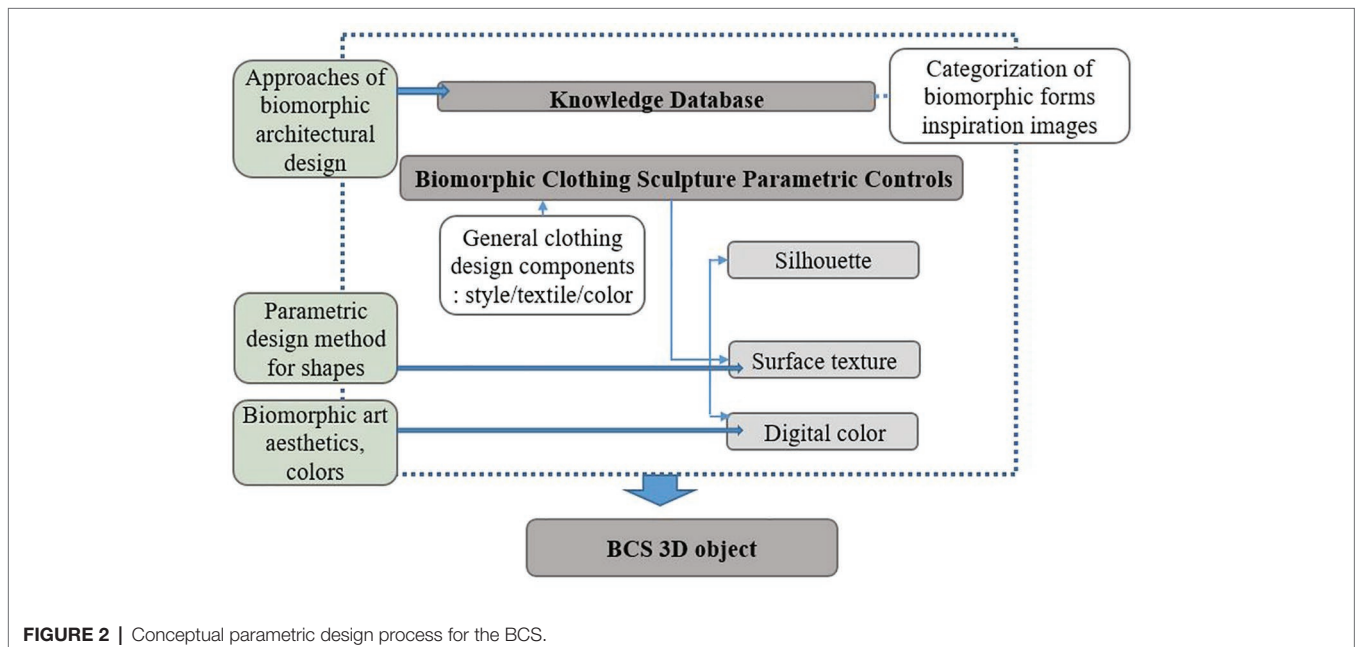 Approaches of
biomorphic
architectural
design
Knowledge Database
Categorization of
biomorphic forms
inspiration images
Biomorphic Clothing Sculpture Parametric Controls
General clothing
design components
: style/textile/color
Silhouette
Parametric
design method
for shapes
Surface texture
Biomorphic art
aesthetics,
colors
Digital color
BCS 3D object
FIGURE 2 | Conceptual parametric design process for the BCS.